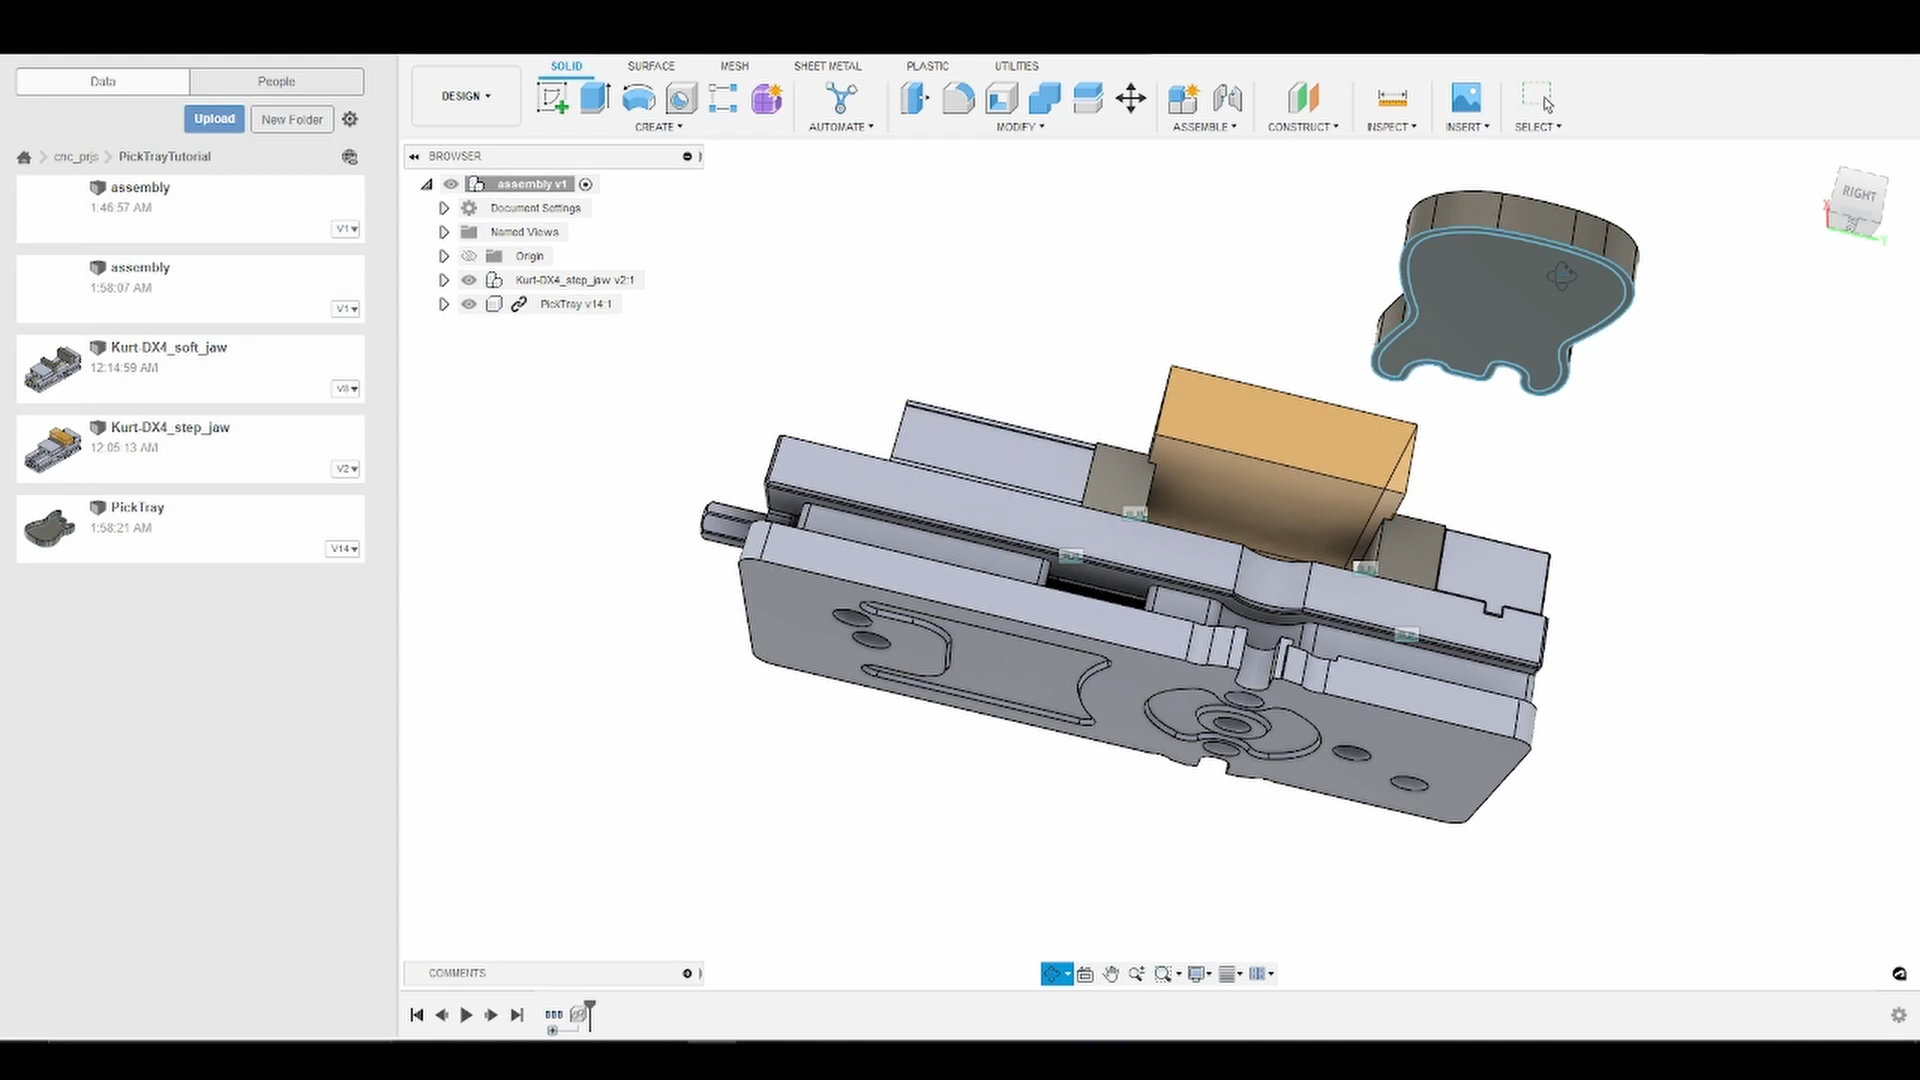 Data
People
Upload
New Folder
cnc_prjs
PickTrayTutorial
assembly
1:46:57 AM
V1
assembly
1:58:07 AM
V1
Kurt-DX4_soft_jaw
12:14:59 AM
V8
Kurt-DX4_step_jaw
12:05:13 AM
V2
PickTray
1:58:21 AM
V14
DESIGN
SOLID
SURFACE
MESH
SHEET METAL
PLASTIC
UTILITIES
CREATE
AUTOMATE
MODIFY
ASSEMBLE
CONSTRUCT
INSPECT
INSERT
SELECT
BROWSER
assembly v1
Document Settings
Named Views
Origin
Kurt-DX4_step_jaw v2:1
PickTray v14:1
RIGHT
X
Y
COMMENTS